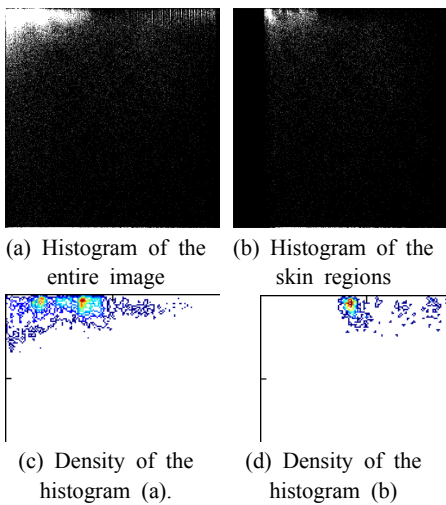 (a) Histogram of the
entire image
(b) Histogram of the
skin regions
(c) Density of the
histogram (a).
(d) Density of the
histogram (b)